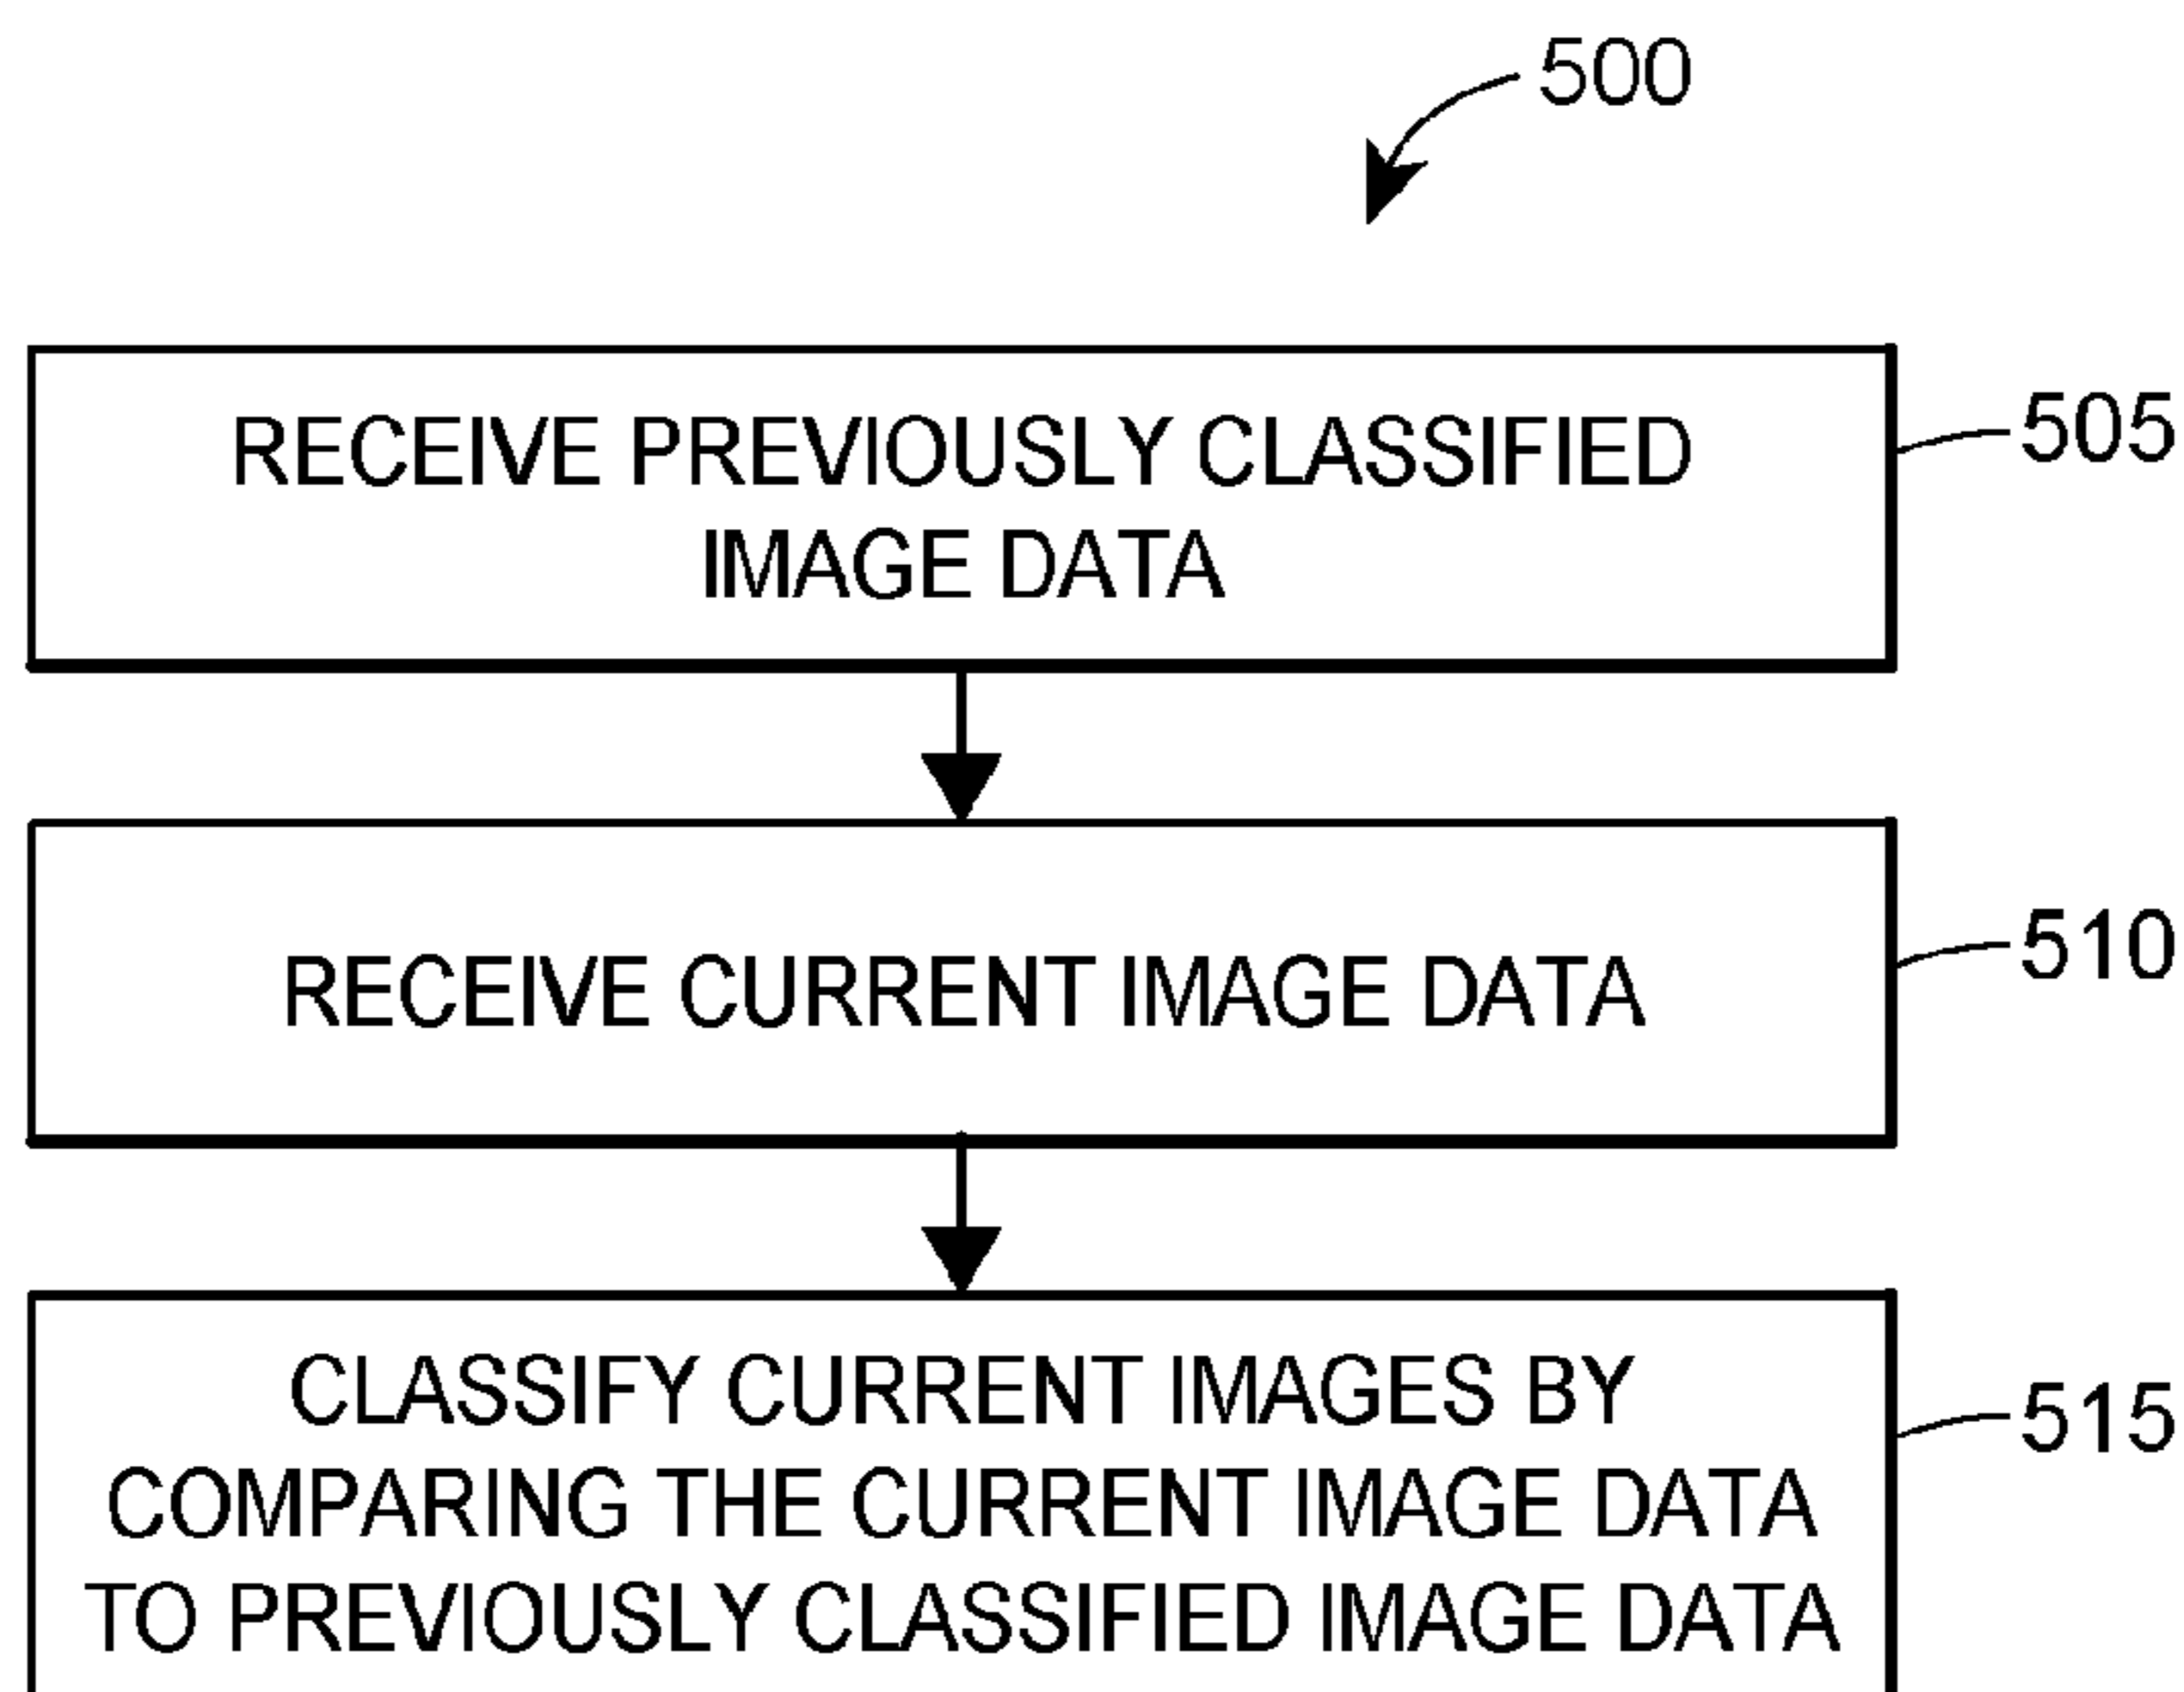 500
RECEIVE PREVIOUSLY CLASSIFIED
IMAGE DATA
505
RECEIVE CURRENT IMAGE DATA
510
CLASSIFY CURRENT IMAGES BY
COMPARING THE CURRENT IMAGE DATA
TO PREVIOUSLY CLASSIFIED IMAGE DATA
515